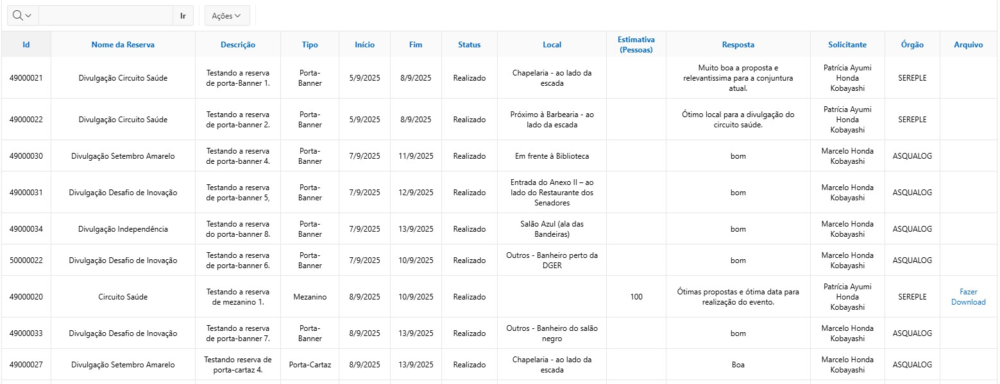 Ir
Ações
Id Nome da Reserva Descrição Tipo Início Fim Status Local Estimativa (Pessoas) Resposta Solicitante Órgão Arquivo
49000021 Divulgação Circuito Saúde Testando a reserva de porta-Banner 1. Porta-Banner 5/9/2025 8/9/2025 Realizado Chapelaria - ao lado da escada Muito boa a proposta e relevantissima para a conjuntura atual. Patrícia Ayumi Honda Kobayashi SEREPLE
49000022 Divulgação Circuito Saúde Testando a reserva de porta-banner 2. Porta-Banner 5/9/2025 8/9/2025 Realizado Próximo à Barbearia - ao lado da escada Ótimo local para a divulgação do circuito saúde. Patrícia Ayumi Honda Kobayashi SEREPLE
49000030 Divulgação Setembro Amarelo Testando a reserva de porta-banner 4. Porta-Banner 7/9/2025 11/9/2025 Realizado Em frente à Biblioteca bom Marcelo Honda Kobayashi ASQUALOG
49000031 Divulgação Desafio de Inovação Testando a reserva de porta-banner 5, Porta-Banner 7/9/2025 12/9/2025 Realizado Entrada do Anexo II – ao lado do Restaurante dos Senadores bom Marcelo Honda Kobayashi ASQUALOG
49000034 Divulgação Independência Testando a reserva do porta-banner 8. Porta-Banner 7/9/2025 13/9/2025 Realizado Salão Azul (ala das Bandeiras) bom Marcelo Honda Kobayashi ASQUALOG
50000022 Divulgação Desafio de Inovação Testando a reserva de porta-banner 6. Porta-Banner 7/9/2025 10/9/2025 Realizado Outros - Banheiro perto da DGER bom Marcelo Honda Kobayashi ASQUALOG
49000020 Circuito Saúde Testando a reserva de mezanino 1. Mezanino 8/9/2025 10/9/2025 Realizado 100 Ótimas propostas e ótima data para realização do evento. Patrícia Ayumi Honda Kobayashi SEREPLE Fazer Download
49000033 Divulgação Desafio de Inovação Testando a reserva de porta-banner 7. Porta-Banner 8/9/2025 13/9/2025 Realizado Outros - Banheiro do salão negro bom Marcelo Honda Kobayashi ASQUALOG
49000027 Divulgação Setembro Amarelo Testando reserva de porta-cartaz 4. Porta-Cartaz 8/9/2025 13/9/2025 Realizado Chapelaria - ao lado da escada Boa Marcelo Honda Kobayashi ASQUALOG